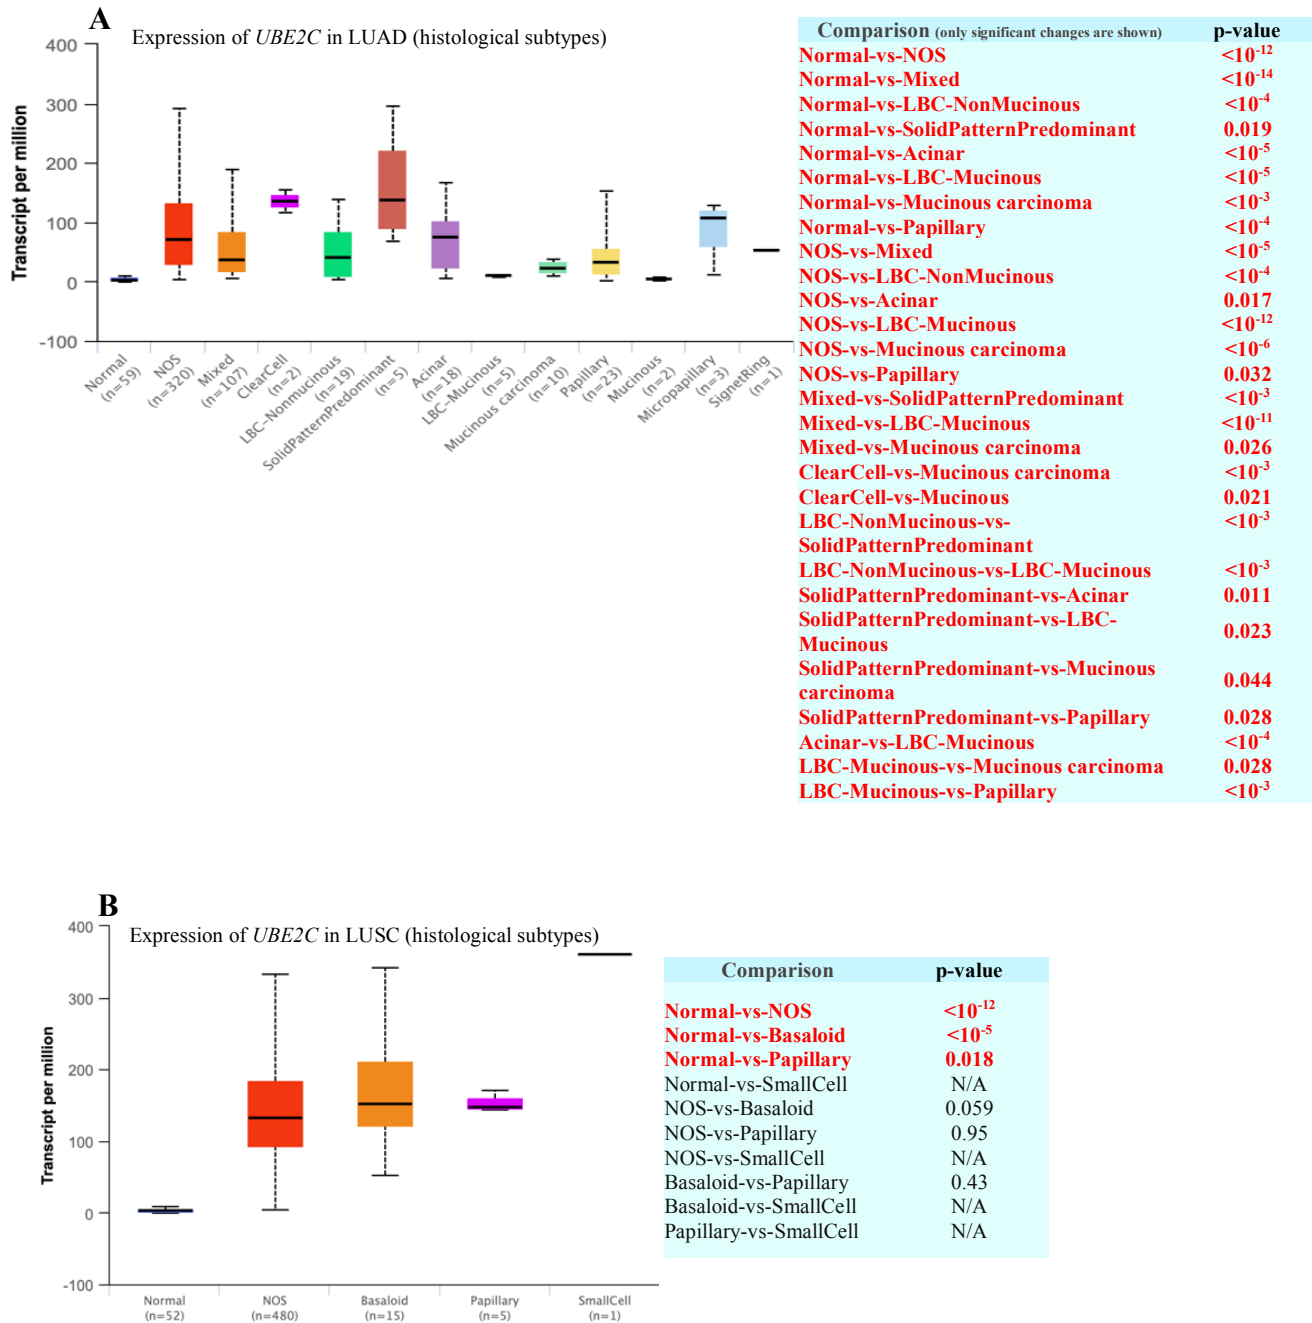 A
Expression of UBE2C in LUAD (histological subtypes)
Transcript per million
400
300
200
100
0
-100
Normal
(n=59)
NOS
(n=320)
Mixed
(n=107)
ClearCell
(n=2)
LBC-Nonmucinous
(n=19)
SolidPatternPredominant
(n=5)
Acinar
(n=18)
LBC-Mucinous
(n=5)
Mucinous carcinoma
(n=10)
Papillary
(n=23)
Mucinous
(n=2)
Micropapillary
(n=3)
SignetRing
(n=1)
Comparison (only significant changes are shown) p-value
Normal-vs-NOS <10-12
Normal-vs-Mixed <10-14
Normal-vs-LBC-NonMucinous <10-4
Normal-vs-SolidPatternPredominant 0.019
Normal-vs-Acinar <10-5
Normal-vs-LBC-Mucinous <10-5
Normal-vs-Mucinous carcinoma <10-3
Normal-vs-Papillary <10-4
NOS-vs-Mixed <10-5
NOS-vs-LBC-NonMucinous <10-4
NOS-vs-Acinar 0.017
NOS-vs-LBC-Mucinous <10-12
NOS-vs-Mucinous carcinoma <10-6
NOS-vs-Papillary 0.032
Mixed-vs-SolidPatternPredominant <10-3
Mixed-vs-LBC-Mucinous <10-11
Mixed-vs-Mucinous carcinoma 0.026
ClearCell-vs-Mucinous carcinoma <10-3
ClearCell-vs-Mucinous 0.021
LBC-NonMucinous-vs- <10-3
SolidPatternPredominant
LBC-NonMucinous-vs-LBC-Mucinous <10-3
SolidPatternPredominant-vs-Acinar 0.011
SolidPatternPredominant-vs-LBC-
Mucinous 0.023
SolidPatternPredominant-vs-Mucinous
carcinoma 0.044
SolidPatternPredominant-vs-Papillary 0.028
Acinar-vs-LBC-Mucinous <10-4
LBC-Mucinous-vs-Mucinous carcinoma 0.028
LBC-Mucinous-vs-Papillary <10-3
B
Expression of UBE2C in LUSC (histological subtypes)
Transcript per million
400
300
200
100
0
-100
Normal
(n=52)
NOS
(n=480)
Basaloid
(n=15)
Papillary
(n=5)
SmallCell
(n=1)
Comparison p-value
Normal-vs-NOS <10-12
Normal-vs-Basaloid <10-5
Normal-vs-Papillary 0.018
Normal-vs-SmallCell N/A
NOS-vs-Basaloid 0.059
NOS-vs-Papillary 0.95
NOS-vs-SmallCell N/A
Basaloid-vs-Papillary 0.43
Basaloid-vs-SmallCell N/A
Papillary-vs-SmallCell N/A